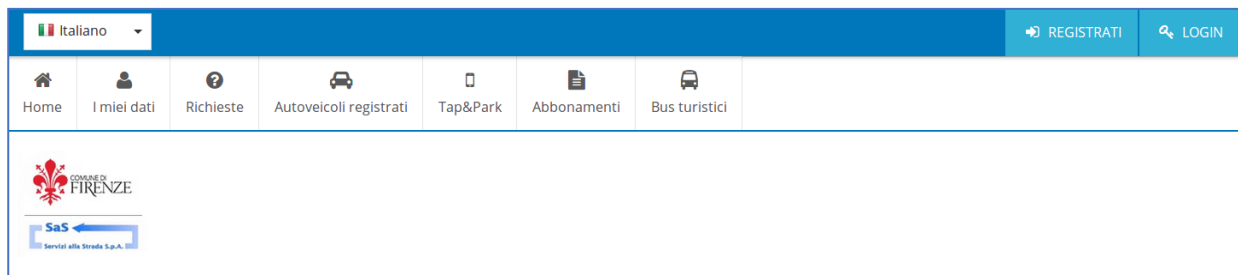 Italiano
REGISTRATI
LOGIN
Home
I miei dati
Richieste
Autoveicoli registrati
Tap&Park
Abbonamenti
Bus turistici
COMUNE DI
FIRENZE
SaS
Servizi alla Strada S.p.A.